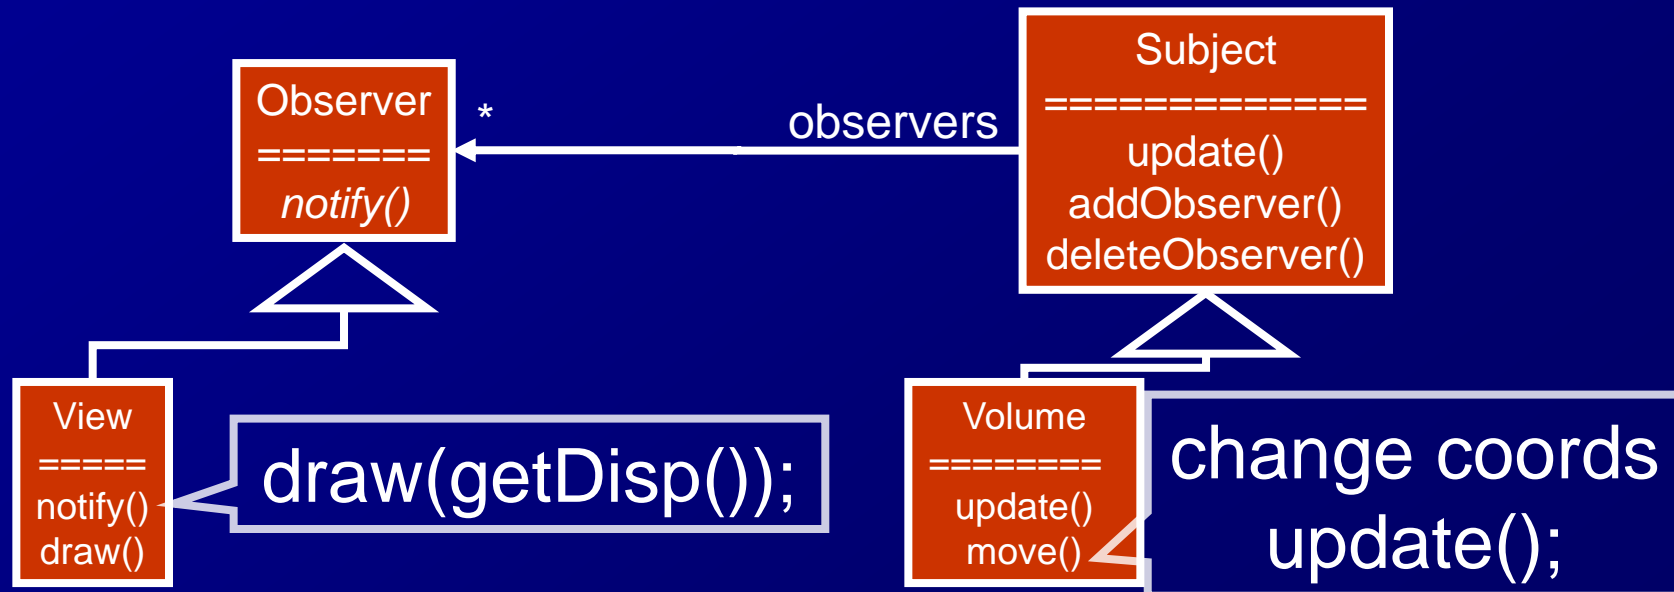 Observer
=======
notify()
*
observers
Subject
=============
update()
addObserver()
deleteObserver()
View
=====
notify()
draw()
draw(getDisp());
Volume
========
update()
move()
change coords
update();